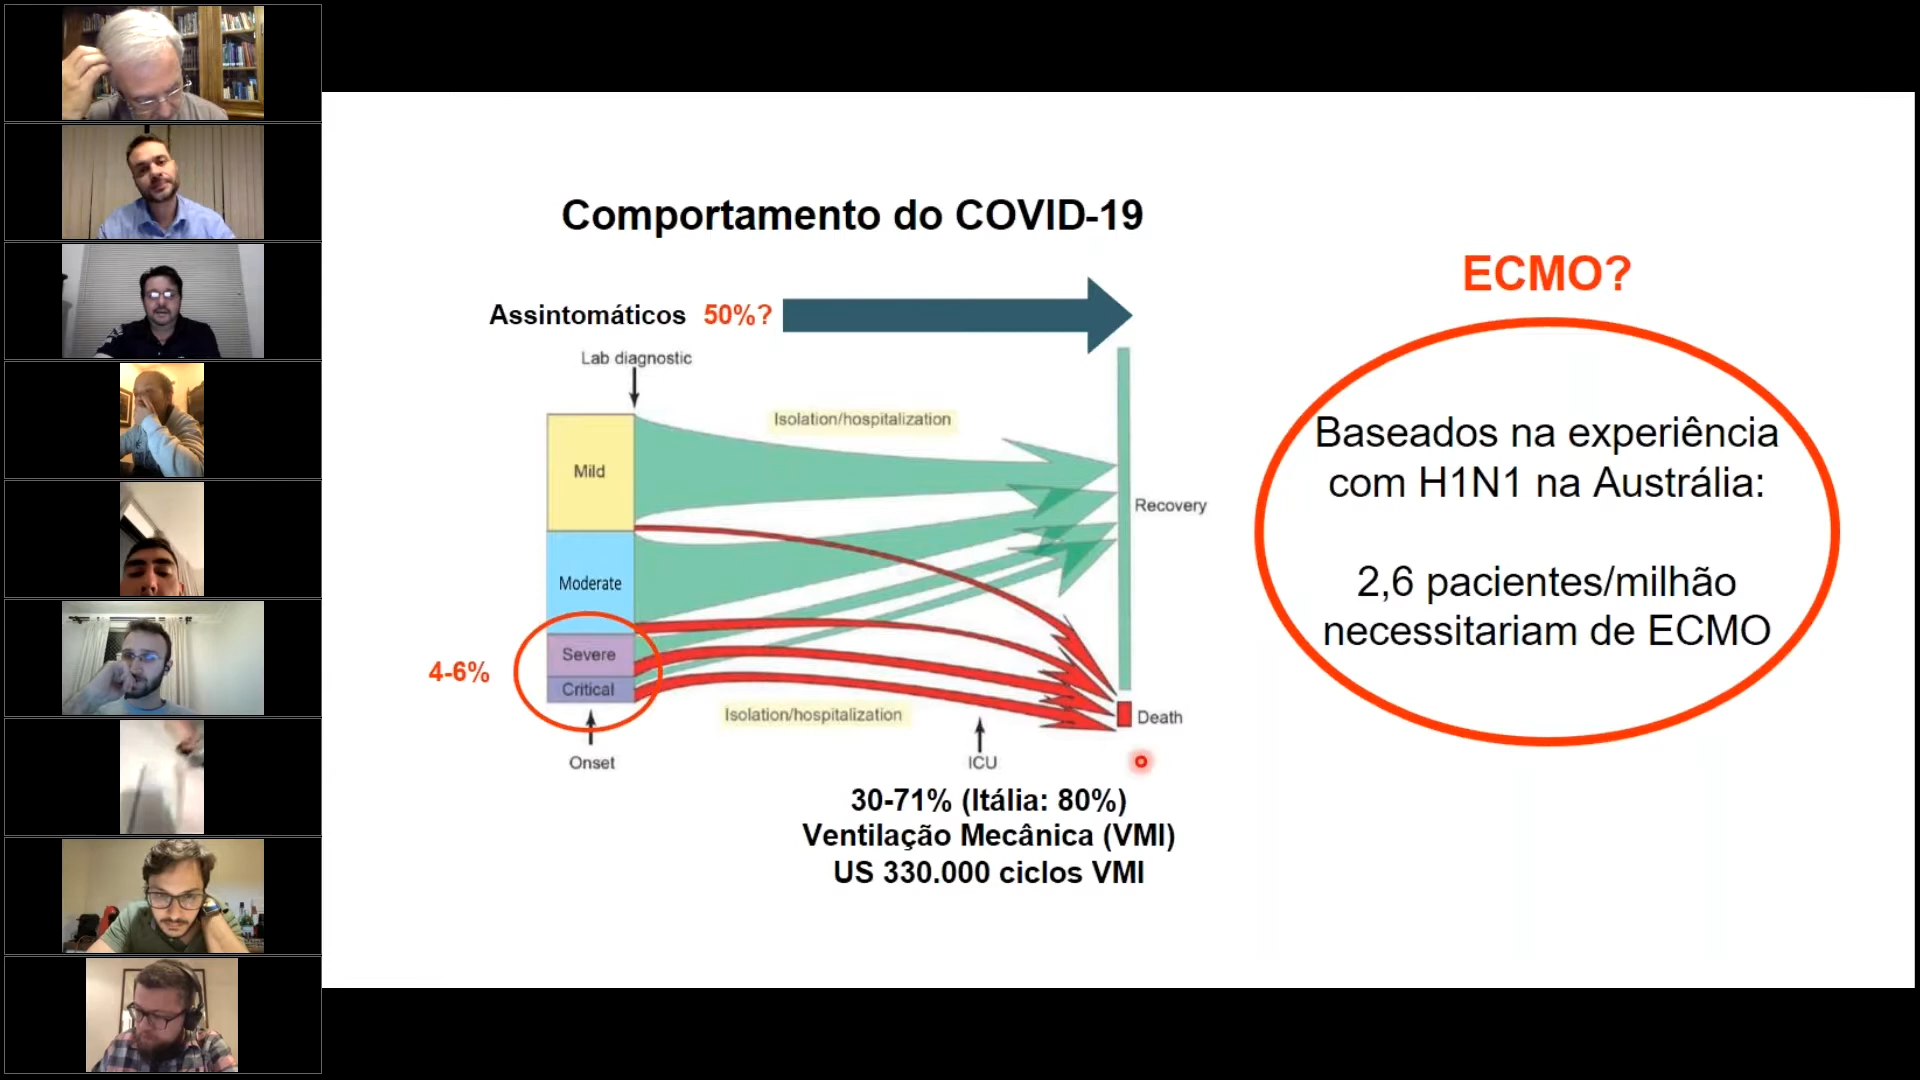 Comportamento do COVID-19
Assintomáticos 50%?
Lab diagnostic
Isolation/hospitalization
Mild
Moderate
Severe
Critical
4-6%
Recovery
Isolation/hospitalization
Death
Onset
ICU
30-71% (Itália: 80%)
Ventilação Mecânica (VMI)
US 330.000 ciclos VMI
ECMO?
Baseados na experiência
com H1N1 na Austrália:
2,6 pacientes/milhão
necessitariam de ECMO